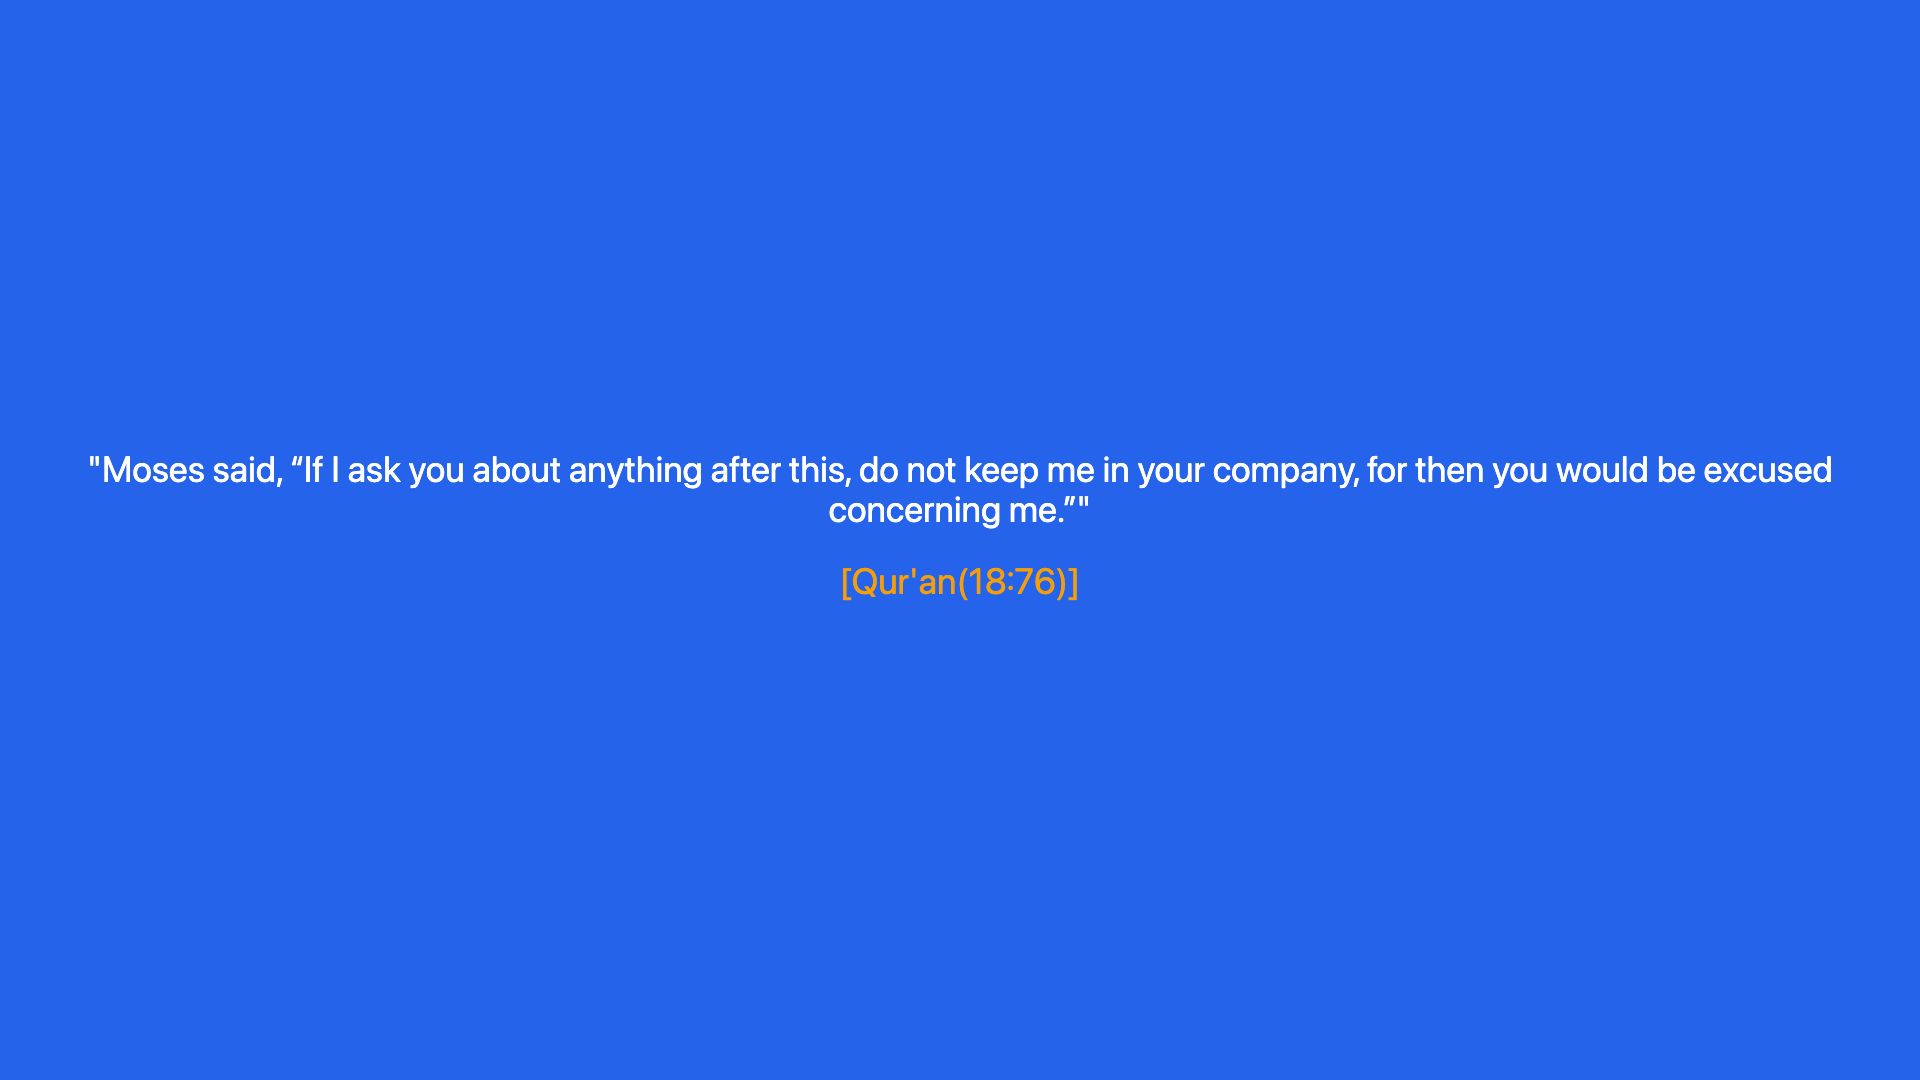 "Moses said, “If I ask you about anything after this, do not keep me in your company, for then you would be excused
concerning me.”"
[Qur'an(18:76)]